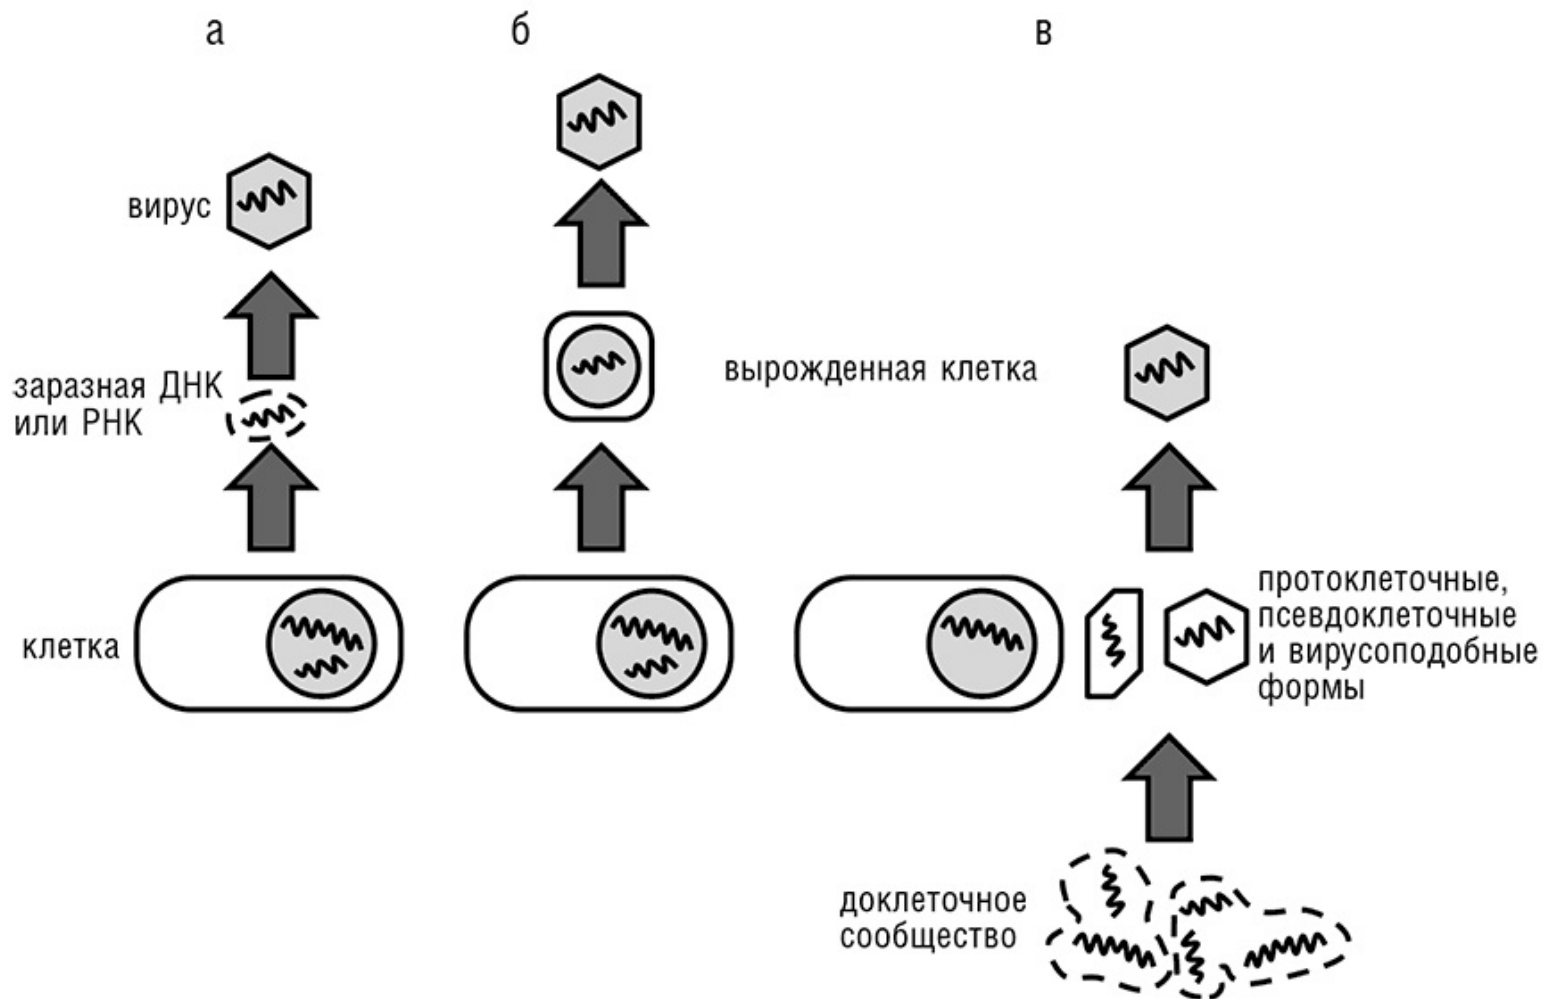 а
б
в
вирус
заразная ДНК
или РНК
вырожденная клетка
клетка
протоклеточные,
псевдоклеточные
и вирусоподобные
формы
доклеточное
сообщество